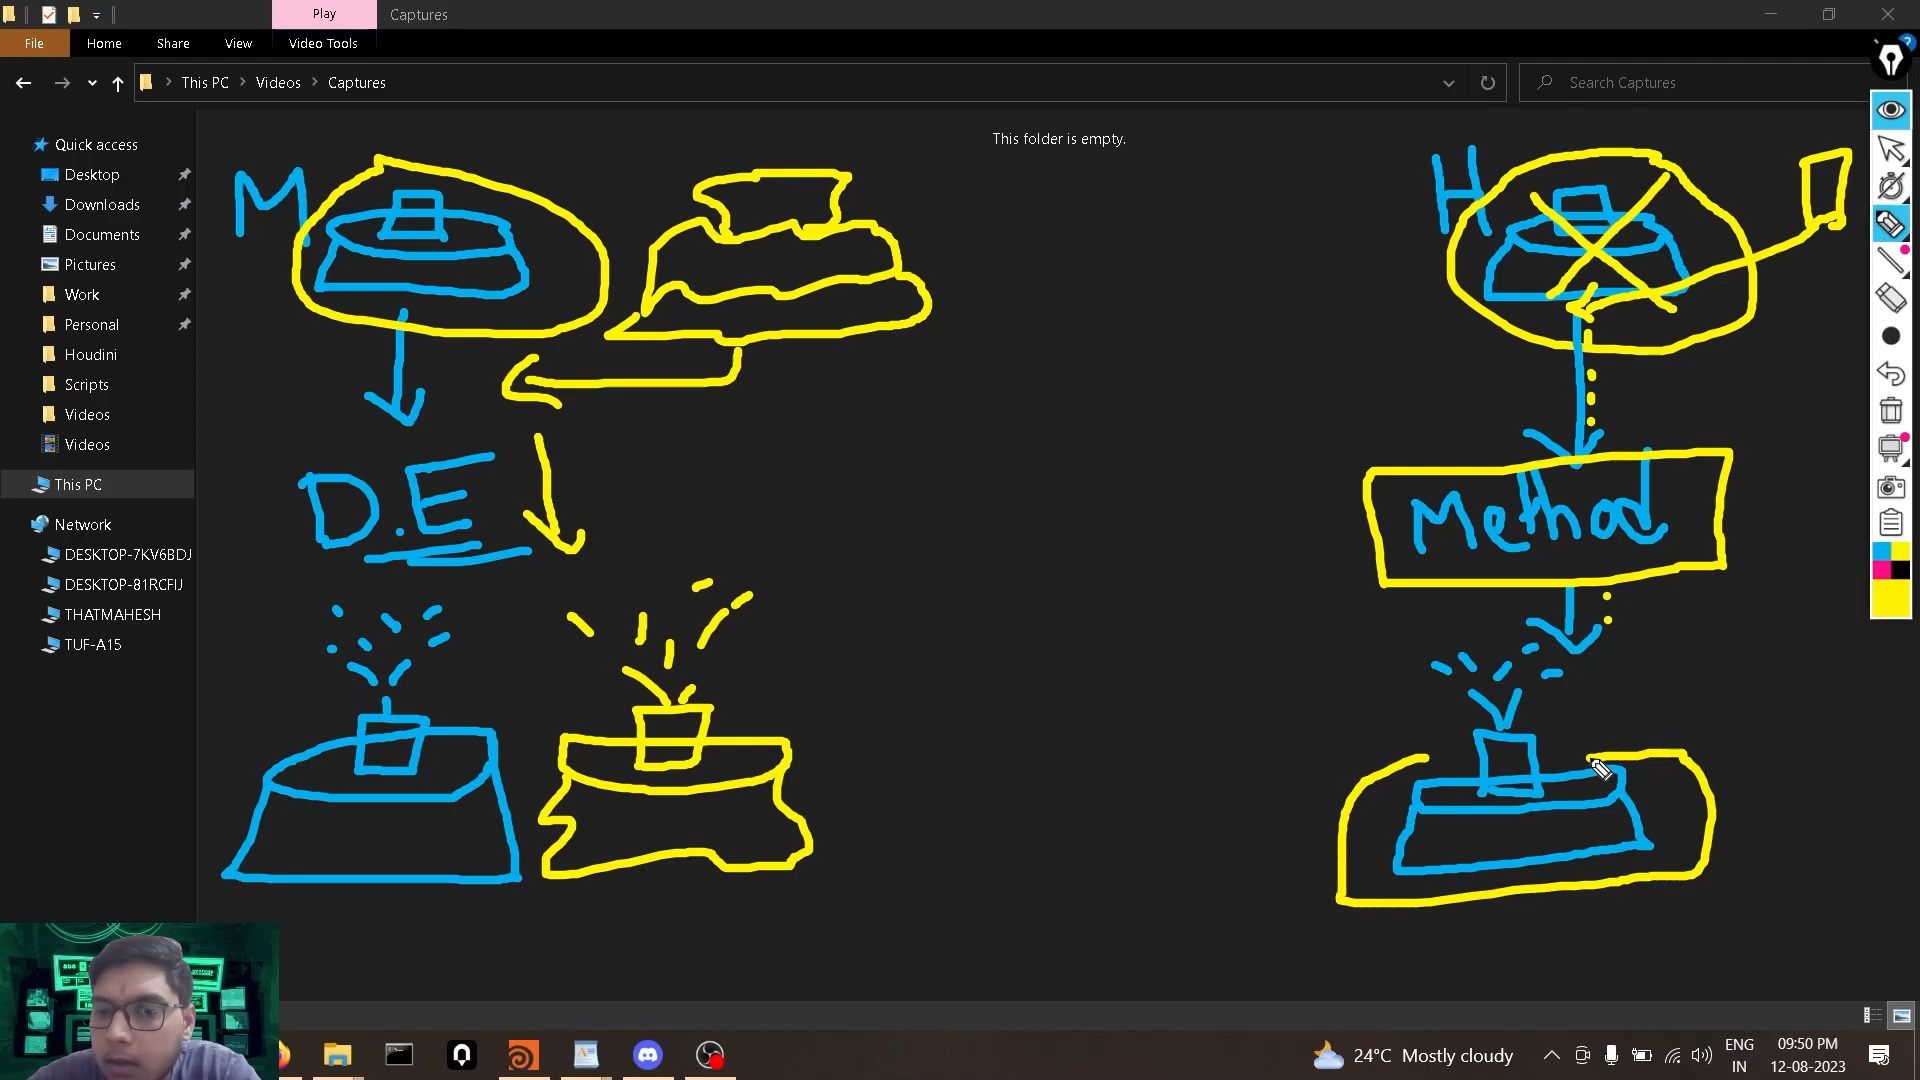 Play
Captures
File
Home
Share
View
Video Tools
This PC
Videos
Captures
Search Captures
Quick access
Desktop
Downloads
Documents
Pictures
Work
Personal
Houdini
Scripts
Videos
Videos
This PC
Network
DESKTOP-7KV6BDJ
DESKTOP-81RCFIJ
THATMAHESH
TUF-A15
This folder is empty.
M
D.E
H
Method
24°C Mostly cloudy
ENG
IN
09:50 PM
12-08-2023